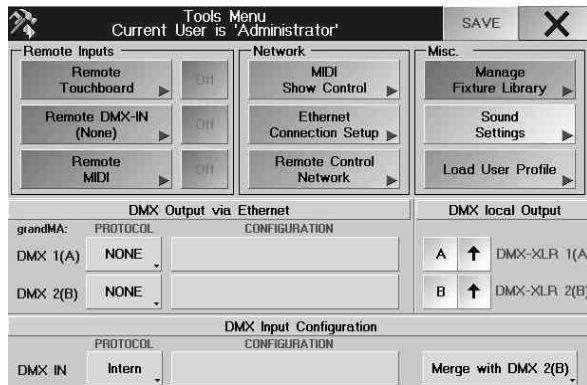 Tools Menu
Current User is 'Administrator'
SAVE
Remote Inputs
Network
Misc.
Remote
Touchboard
Off
MIDI
Show Control
Manage
Fixture Library
Remote DMX-IN
(None)
Off
Ethernet
Connection Setup
Sound
Settings
Remote
MIDI
Off
Remote Control
Network
Load User Profile
DMX Output via Ethernet
DMX local Output
grandMA:
PROTOCOL
CONFIGURATION
DMX 1(A)
NONE
A
DMX-XLR 1(A
DMX 2(B)
NONE
B
DMX-XLR 2(B)
DMX Input Configuration
PROTOCOL
CONFIGURATION
DMX IN
Intern
Merge with DMX 2(B)